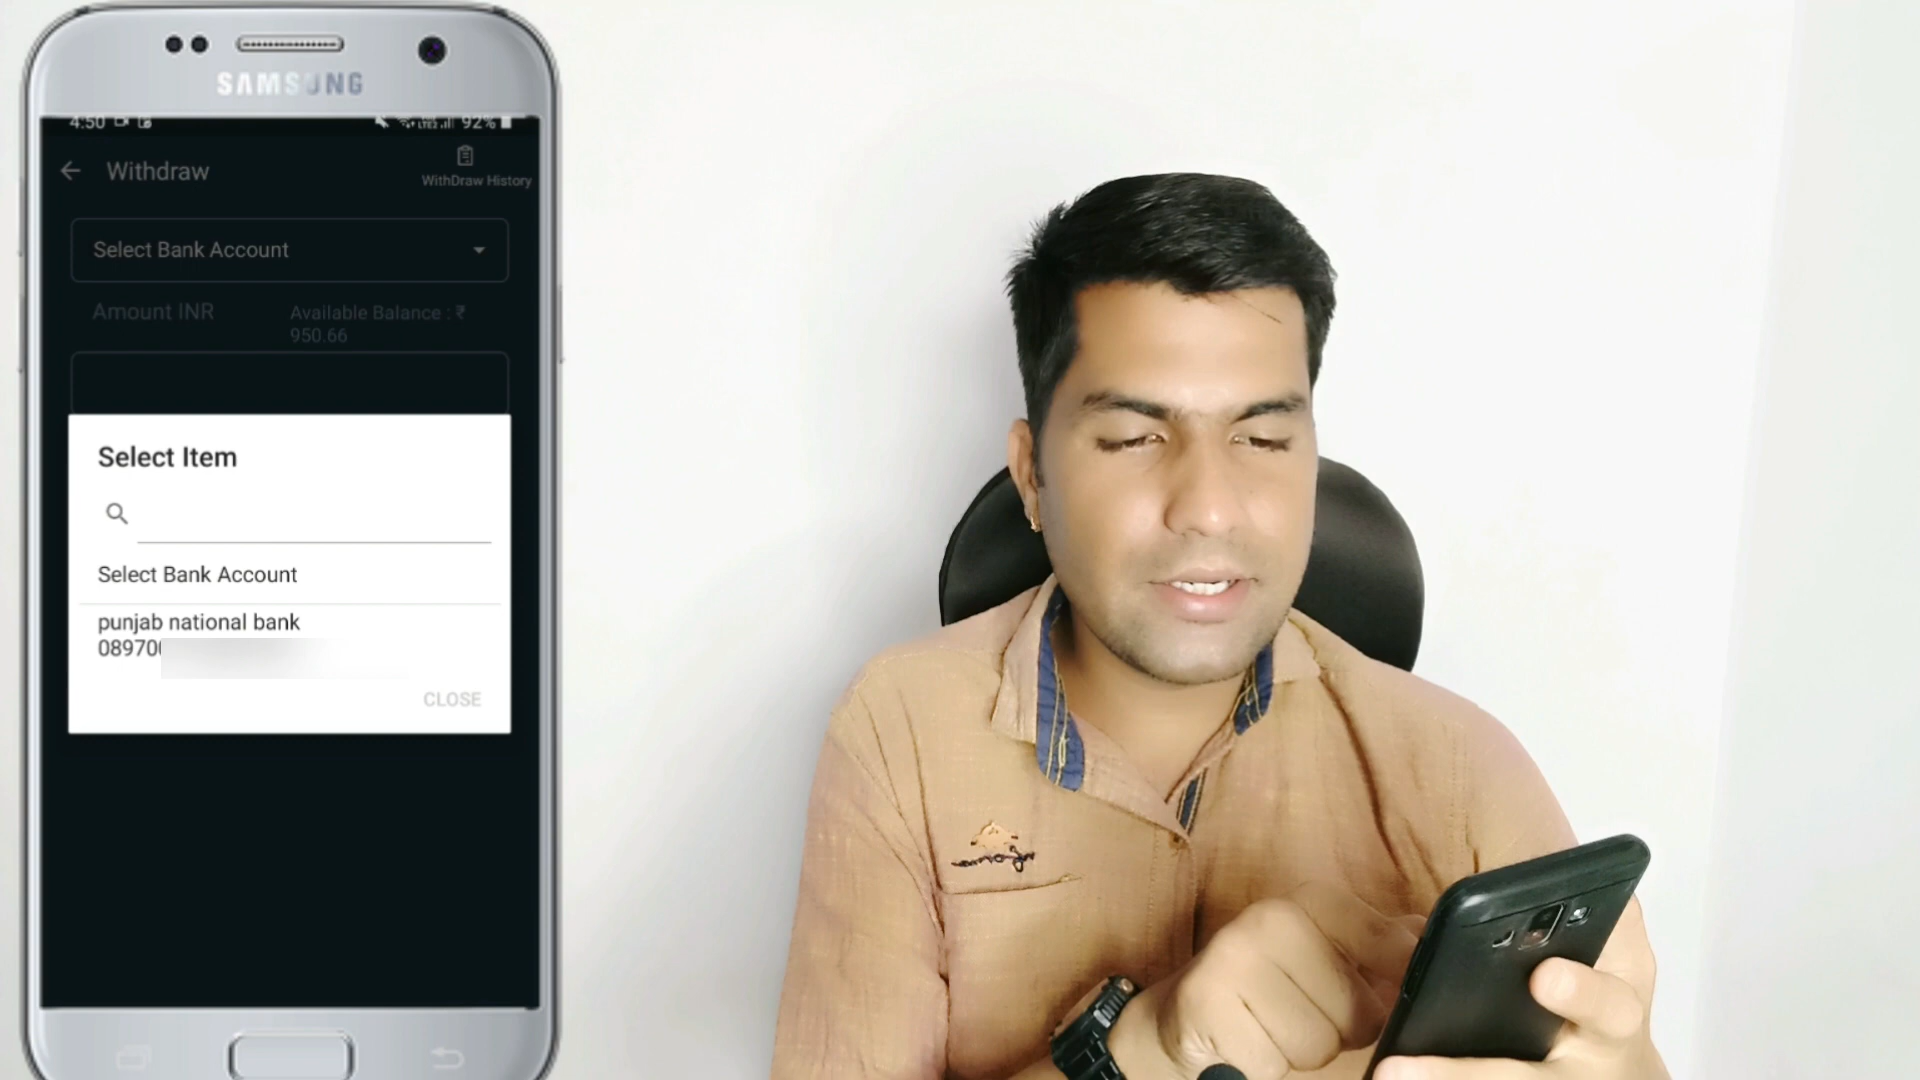 SAMSUNG
4:50 92%
Withdraw
WithDraw History
Select Bank Account
Amount INR
Available Balance : ₹
950.66
Select Item
Select Bank Account
punjab national bank
08970
CLOSE